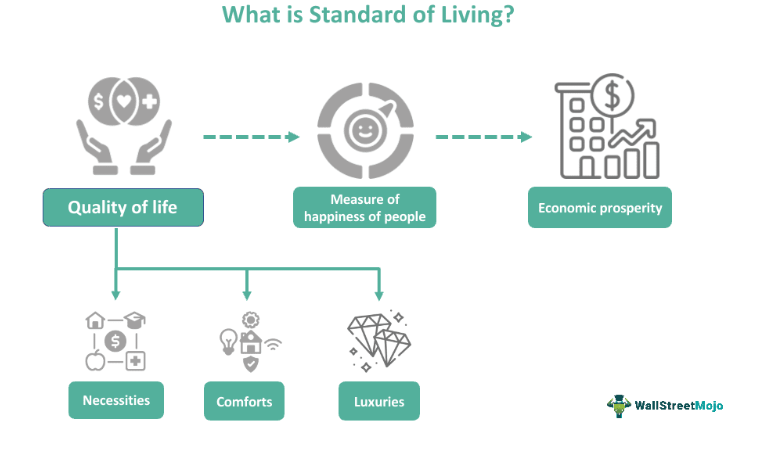 What is Standard of Living?
Quality of life
Measure of
happiness of people
Economic prosperity
Necessities
Comforts
Luxuries
WallStreetMojo